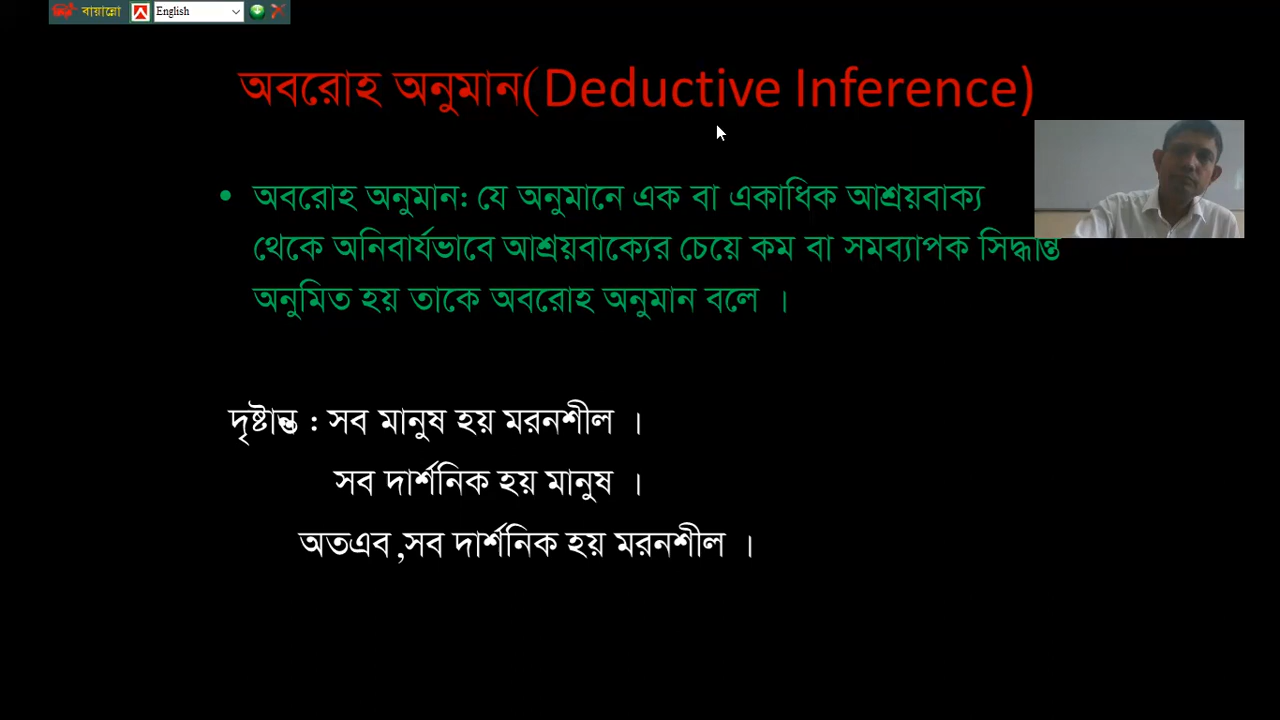 বায়ান্নো English
অবরোহ অনুমান(Deductive Inference)
• অবরোহ অনুমান: যে অনুমানে এক বা একাধিক আশ্রয়বাক্য
থেকে অনিবার্যভাবে আশ্রয়বাক্যের চেয়ে কম বা সমব্যাপক সিদ্ধান্ত
অনুমিত হয় তাকে অবরোহ অনুমান বলে ।
দৃষ্টান্ত : সব মানুষ হয় মরনশীল ।
সব দার্শনিক হয় মানুষ ।
অতএব,সব দার্শনিক হয় মরনশীল ।